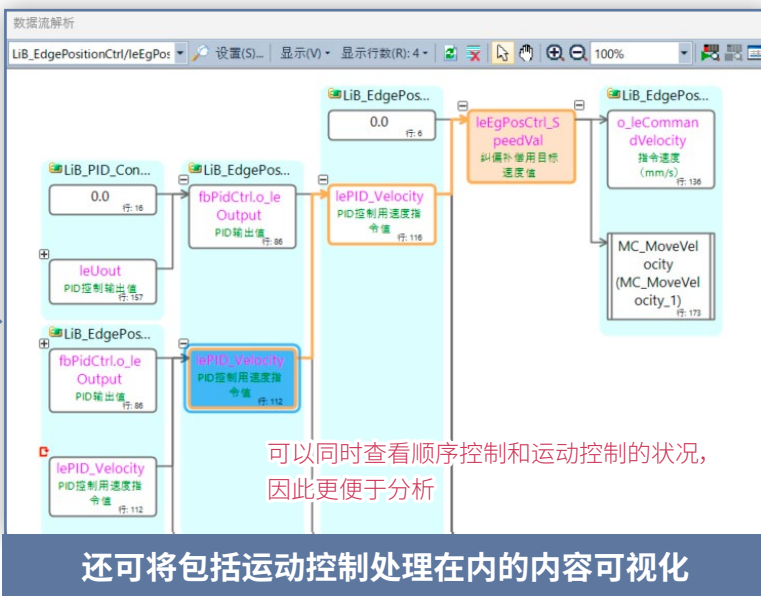 数据流解析
LiB_EdgePositionCtrl/leEgPos
设置(S)...
显示(V)
显示行数(R): 4
100%
LiB_EdgePos...
0.0
行: 6
leEgPosCtrl_S
peedVal
纠偏补偿用目标
速度值
LiB_EdgePos...
o_leComman
dVelocity
指令速度
(mm/s)
行: 136
MC_MoveVel
ocity
(MC_MoveVel
ocity_1)
行: 173
LiB_PID_Con...
0.0
行: 16
leUout
PID控制输出值
行: 157
LiB_EdgePos...
fbPidCtrl.o_le
Output
PID输出值
行: 86
lePID_Velocity
PID控制用速度指
令值
行: 116
LiB_EdgePos...
fbPidCtrl.o_le
Output
PID输出值
行: 86
lePID_Velocity
PID控制用速度指
令值
行: 112
lePID_Velocity
PID控制用速度指
令值
行: 112
可以同时查看顺序控制和运动控制的状况，
因此更便于分析
还可将包括运动控制处理在内的内容可视化